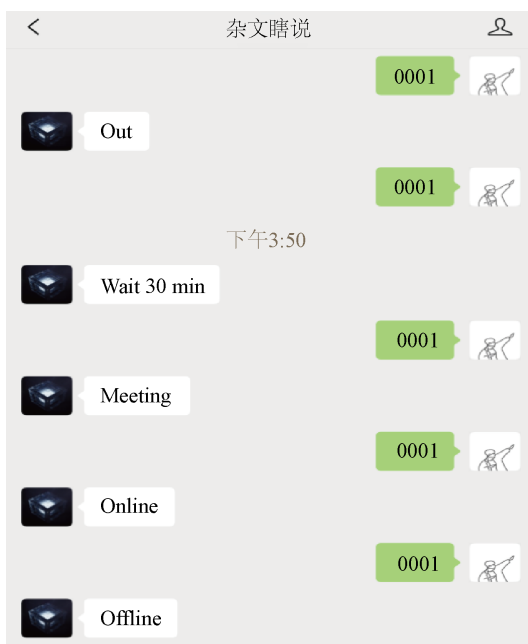 杂文瞎说
0001
Out
0001
下午3:50
Wait 30 min
0001
Meeting
0001
Online
0001
Offline